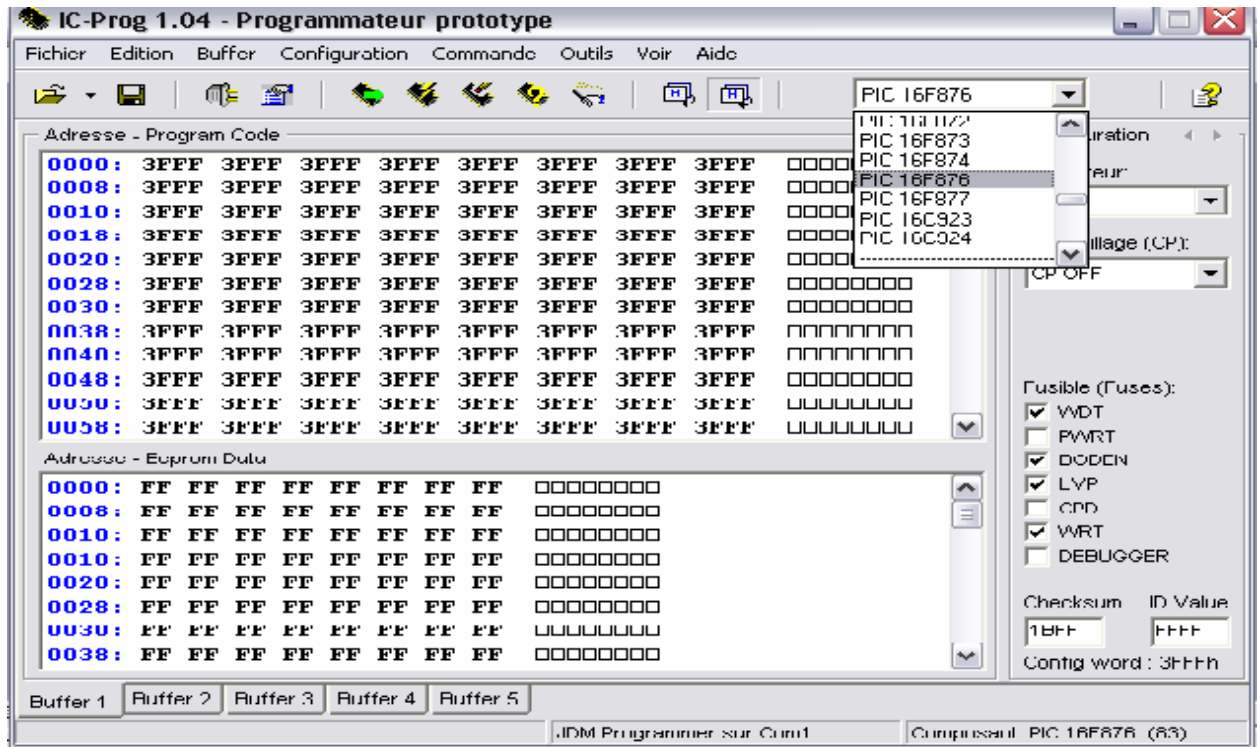 IC-Prog 1.04 - Programmateur prototype
Fichier Edition Buffer Configuration Commande Outils Voir Aide
PIC 16F876
PIC 16F873
PIC 16F874
PIC 16F876
PIC 16F877
PIC 16C923
PIC 16C924
Adresse - Program Code
0000: 3FFF 3FFF 3FFF 3FFF 3FFF 3FFF 3FFF 3FFF
0008: 3FFF 3FFF 3FFF 3FFF 3FFF 3FFF 3FFF 3FFF
0010: 3FFF 3FFF 3FFF 3FFF 3FFF 3FFF 3FFF 3FFF
0018: 3FFF 3FFF 3FFF 3FFF 3FFF 3FFF 3FFF 3FFF
0020: 3FFF 3FFF 3FFF 3FFF 3FFF 3FFF 3FFF 3FFF
0028: 3FFF 3FFF 3FFF 3FFF 3FFF 3FFF 3FFF 3FFF
0030: 3FFF 3FFF 3FFF 3FFF 3FFF 3FFF 3FFF 3FFF
0038: 3FFF 3FFF 3FFF 3FFF 3FFF 3FFF 3FFF 3FFF
0040: 3FFF 3FFF 3FFF 3FFF 3FFF 3FFF 3FFF 3FFF
0048: 3FFF 3FFF 3FFF 3FFF 3FFF 3FFF 3FFF 3FFF
0050: 3FFF 3FFF 3FFF 3FFF 3FFF 3FFF 3FFF 3FFF
0058: 3FFF 3FFF 3FFF 3FFF 3FFF 3FFF 3FFF 3FFF
Adresse - Eeprom Data
0000: FF FF FF FF FF FF FF FF
0008: FF FF FF FF FF FF FF FF
0010: FF FF FF FF FF FF FF FF
0010: FF FF FF FF FF FF FF FF
0020: FF FF FF FF FF FF FF FF
0028: FF FF FF FF FF FF FF FF
0030: FF FF FF FF FF FF FF FF
0038: FF FF FF FF FF FF FF FF
uration
eur:
illage (CP):
CP OFF
Fusible (Fuses):
WDT
PWRT
BODEN
LVP
CPD
WRT
DEBUGGER
Checksum ID Value
1BFF FFFF
Config word : 3FFFh
Buffer 1 Buffer 2 Buffer 3 Buffer 4 Buffer 5
JDM Programmer sur Com1 Composant: PIC 16F876 (83)